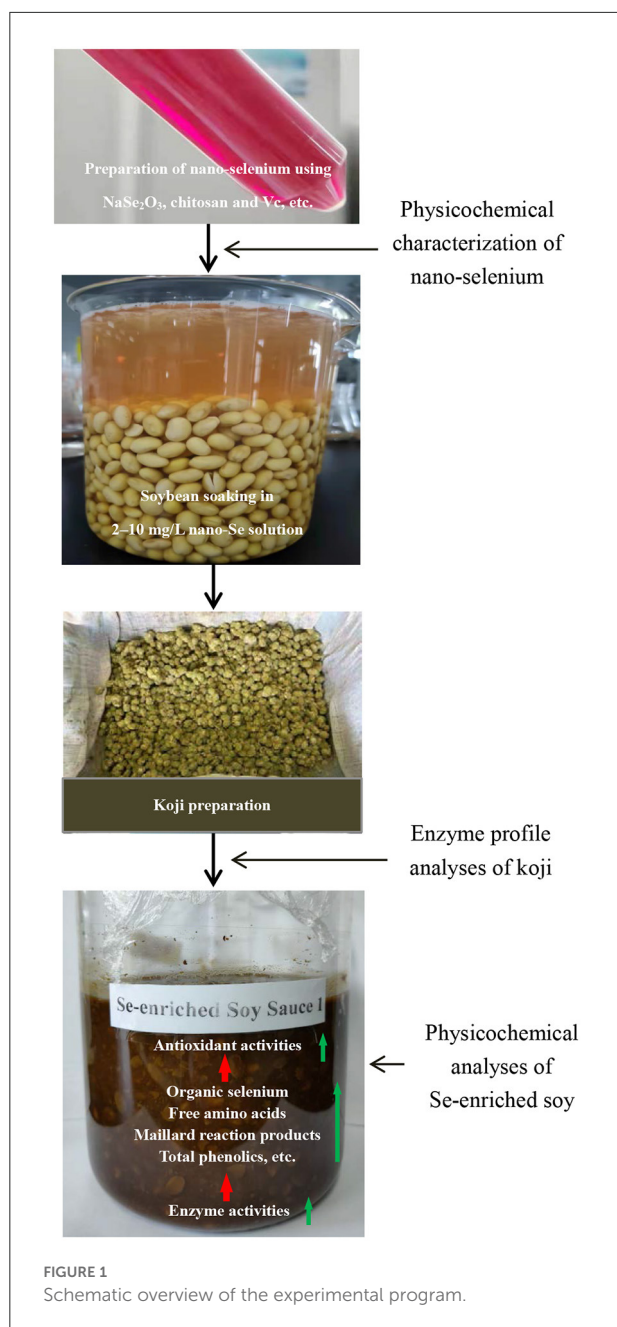 Preparation of nano-selenium using
NaSe₂O₃, chitosan and Vc, etc.
Physicochemical
characterization of
nano-selenium
Soybean soaking in
2–10 mg/L nano-Se solution
Koji preparation
Enzyme profile
analyses of koji
Se-enriched Soy Sauce 1
Antioxidant activities
Organic selenium
Free amino acids
Maillard reaction products
Total phenolics, etc.
Enzyme activities
Physicochemical
analyses of
Se-enriched soy
FIGURE 1
Schematic overview of the experimental program.